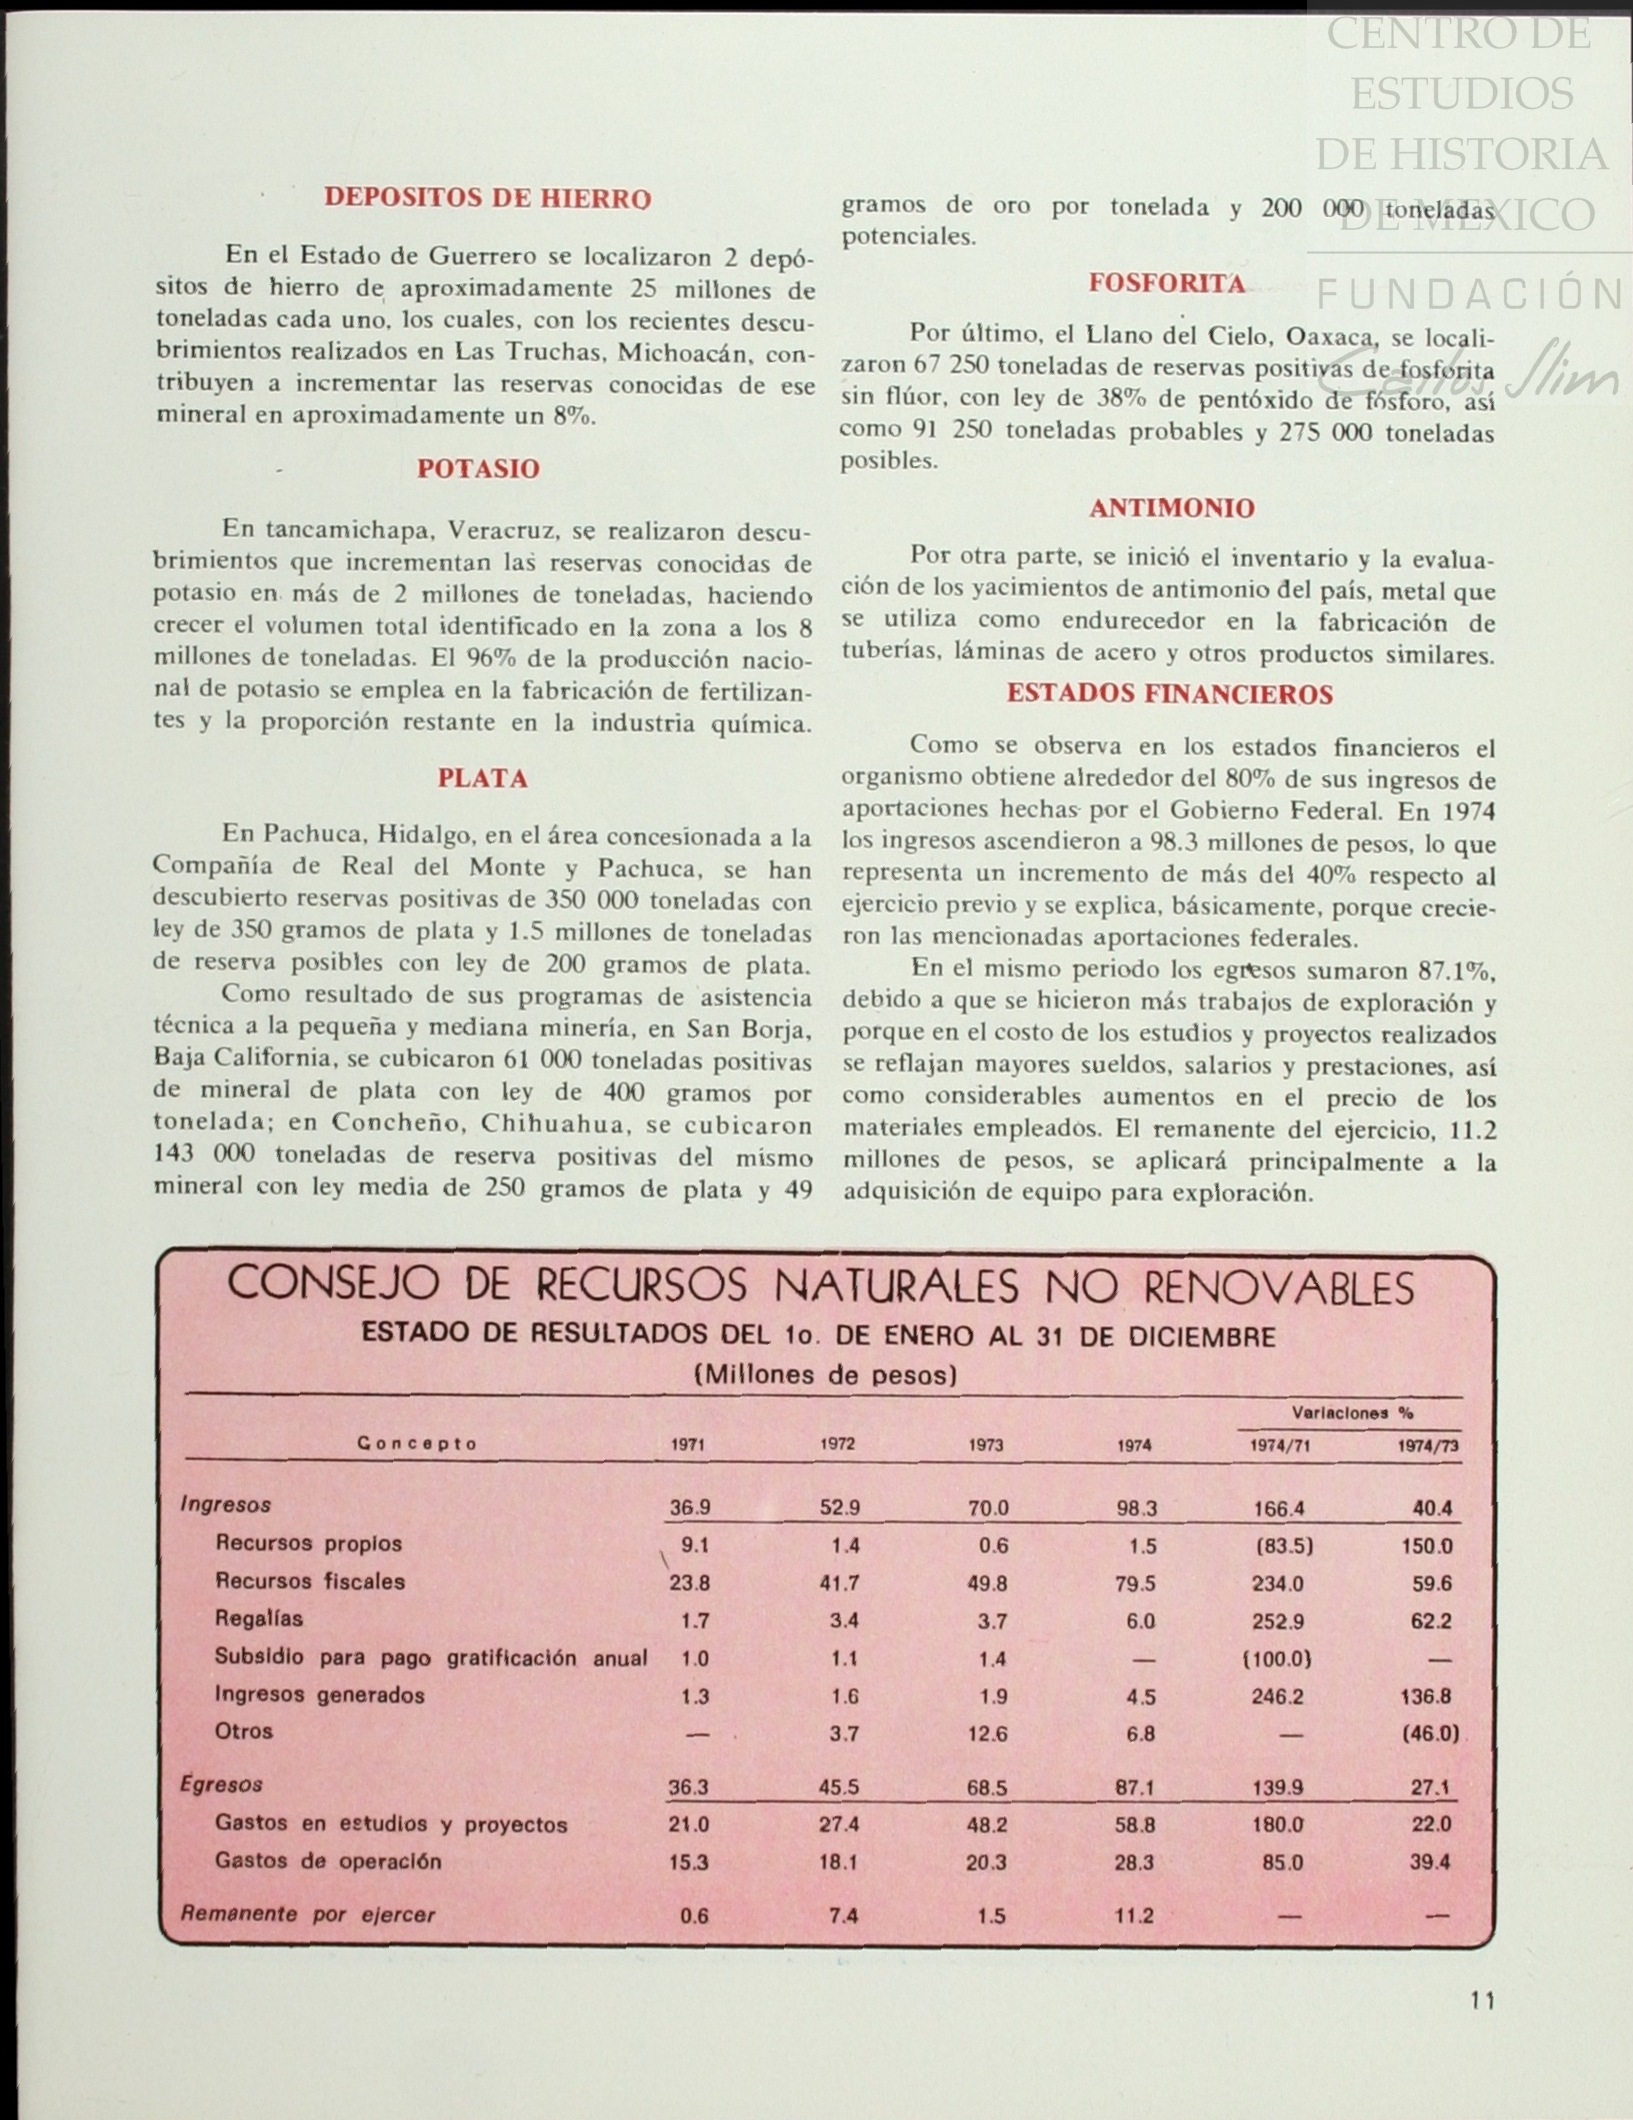 CENTRO DE
ESTUDIOS
DE HISTORIA
DE MEXICO
FUNDACIÓN
Carlos Slim
DEPOSITOS DE HIERRO
En el Estado de Guerrero se localizaron 2 depó-
sitos de hierro de aproximadamente 25 millones de
toneladas cada uno, los cuales, con los recientes descu-
brimientos realizados en Las Truchas, Michoacán, con-
tribuyen a incrementar las reservas conocidas de ese
mineral en aproximadamente un 8%.
POTASIO
En tancamichapa, Veracruz, se realizaron descu-
brimientos que incrementan las reservas conocidas de
potasio en más de 2 millones de toneladas, haciendo
crecer el volumen total identificado en la zona a los 8
millones de toneladas. El 96% de la producción nacio-
nal de potasio se emplea en la fabricación de fertilizan-
tes y la proporción restante en la industria química.
PLATA
En Pachuca, Hidalgo, en el área concesionada a la
Compañía de Real del Monte y Pachuca, se han
descubierto reservas positivas de 350 000 toneladas con
ley de 350 gramos de plata y 1.5 millones de toneladas
de reserva posibles con ley de 200 gramos de plata.
Como resultado de sus programas de asistencia
técnica a la pequeña y mediana minería, en San Borja,
Baja California, se cubicaron 61 000 toneladas positivas
de mineral de plata con ley de 400 gramos por
tonelada; en Concheño, Chihuahua, se cubicaron
143 000 toneladas de reserva positivas del mismo
mineral con ley media de 250 gramos de plata y 49
gramos de oro por tonelada y 200 000 toneladas
potenciales.
FOSFORITA
Por último, el Llano del Cielo, Oaxaca, se locali-
zaron 67 250 toneladas de reservas positivas de fosforita
sin flúor, con ley de 38% de pentóxido de fósforo, así
como 91 250 toneladas probables y 275 000 toneladas
posibles.
ANTIMONIO
Por otra parte, se inició el inventario y la evalua-
ción de los yacimientos de antimonio del país, metal que
se utiliza como endurecedor en la fabricación de
tuberías, láminas de acero y otros productos similares.
ESTADOS FINANCIEROS
Como se observa en los estados financieros el
organismo obtiene alrededor del 80% de sus ingresos de
aportaciones hechas por el Gobierno Federal. En 1974
los ingresos ascendieron a 98.3 millones de pesos, lo que
representa un incremento de más del 40% respecto al
ejercicio previo y se explica, básicamente, porque crecie-
ron las mencionadas aportaciones federales.
En el mismo periodo los egresos sumaron 87.1%,
debido a que se hicieron más trabajos de exploración y
porque en el costo de los estudios y proyectos realizados
se reflajan mayores sueldos, salarios y prestaciones, así
como considerables aumentos en el precio de los
materiales empleados. El remanente del ejercicio, 11.2
millones de pesos, se aplicará principalmente a la
adquisición de equipo para exploración.
CONSEJO DE RECURSOS NATURALES NO RENOVABLES
ESTADO DE RESULTADOS DEL 1o. DE ENERO AL 31 DE DICIEMBRE
(Millones de pesos)
Variaciones %
Concepto 1971 1972 1973 1974 1974/71 1974/73
Ingresos 36.9 52.9 70.0 98.3 166.4 40.4
Recursos propios 9.1 1.4 0.6 1.5 (83.5) 150.0
Recursos fiscales 23.8 41.7 49.8 79.5 234.0 59.6
Regalías 1.7 3.4 3.7 6.0 252.9 62.2
Subsidio para pago gratificación anual 1.0 1.1 1.4 — (100.0) —
Ingresos generados 1.3 1.6 1.9 4.5 246.2 136.8
Otros — 3.7 12.6 6.8 — (46.0)
Egresos 36.3 45.5 68.5 87.1 139.9 27.1
Gastos en estudios y proyectos 21.0 27.4 48.2 58.8 180.0 22.0
Gastos de operación 15.3 18.1 20.3 28.3 85.0 39.4
Remanente por ejercer 0.6 7.4 1.5 11.2 — —
11